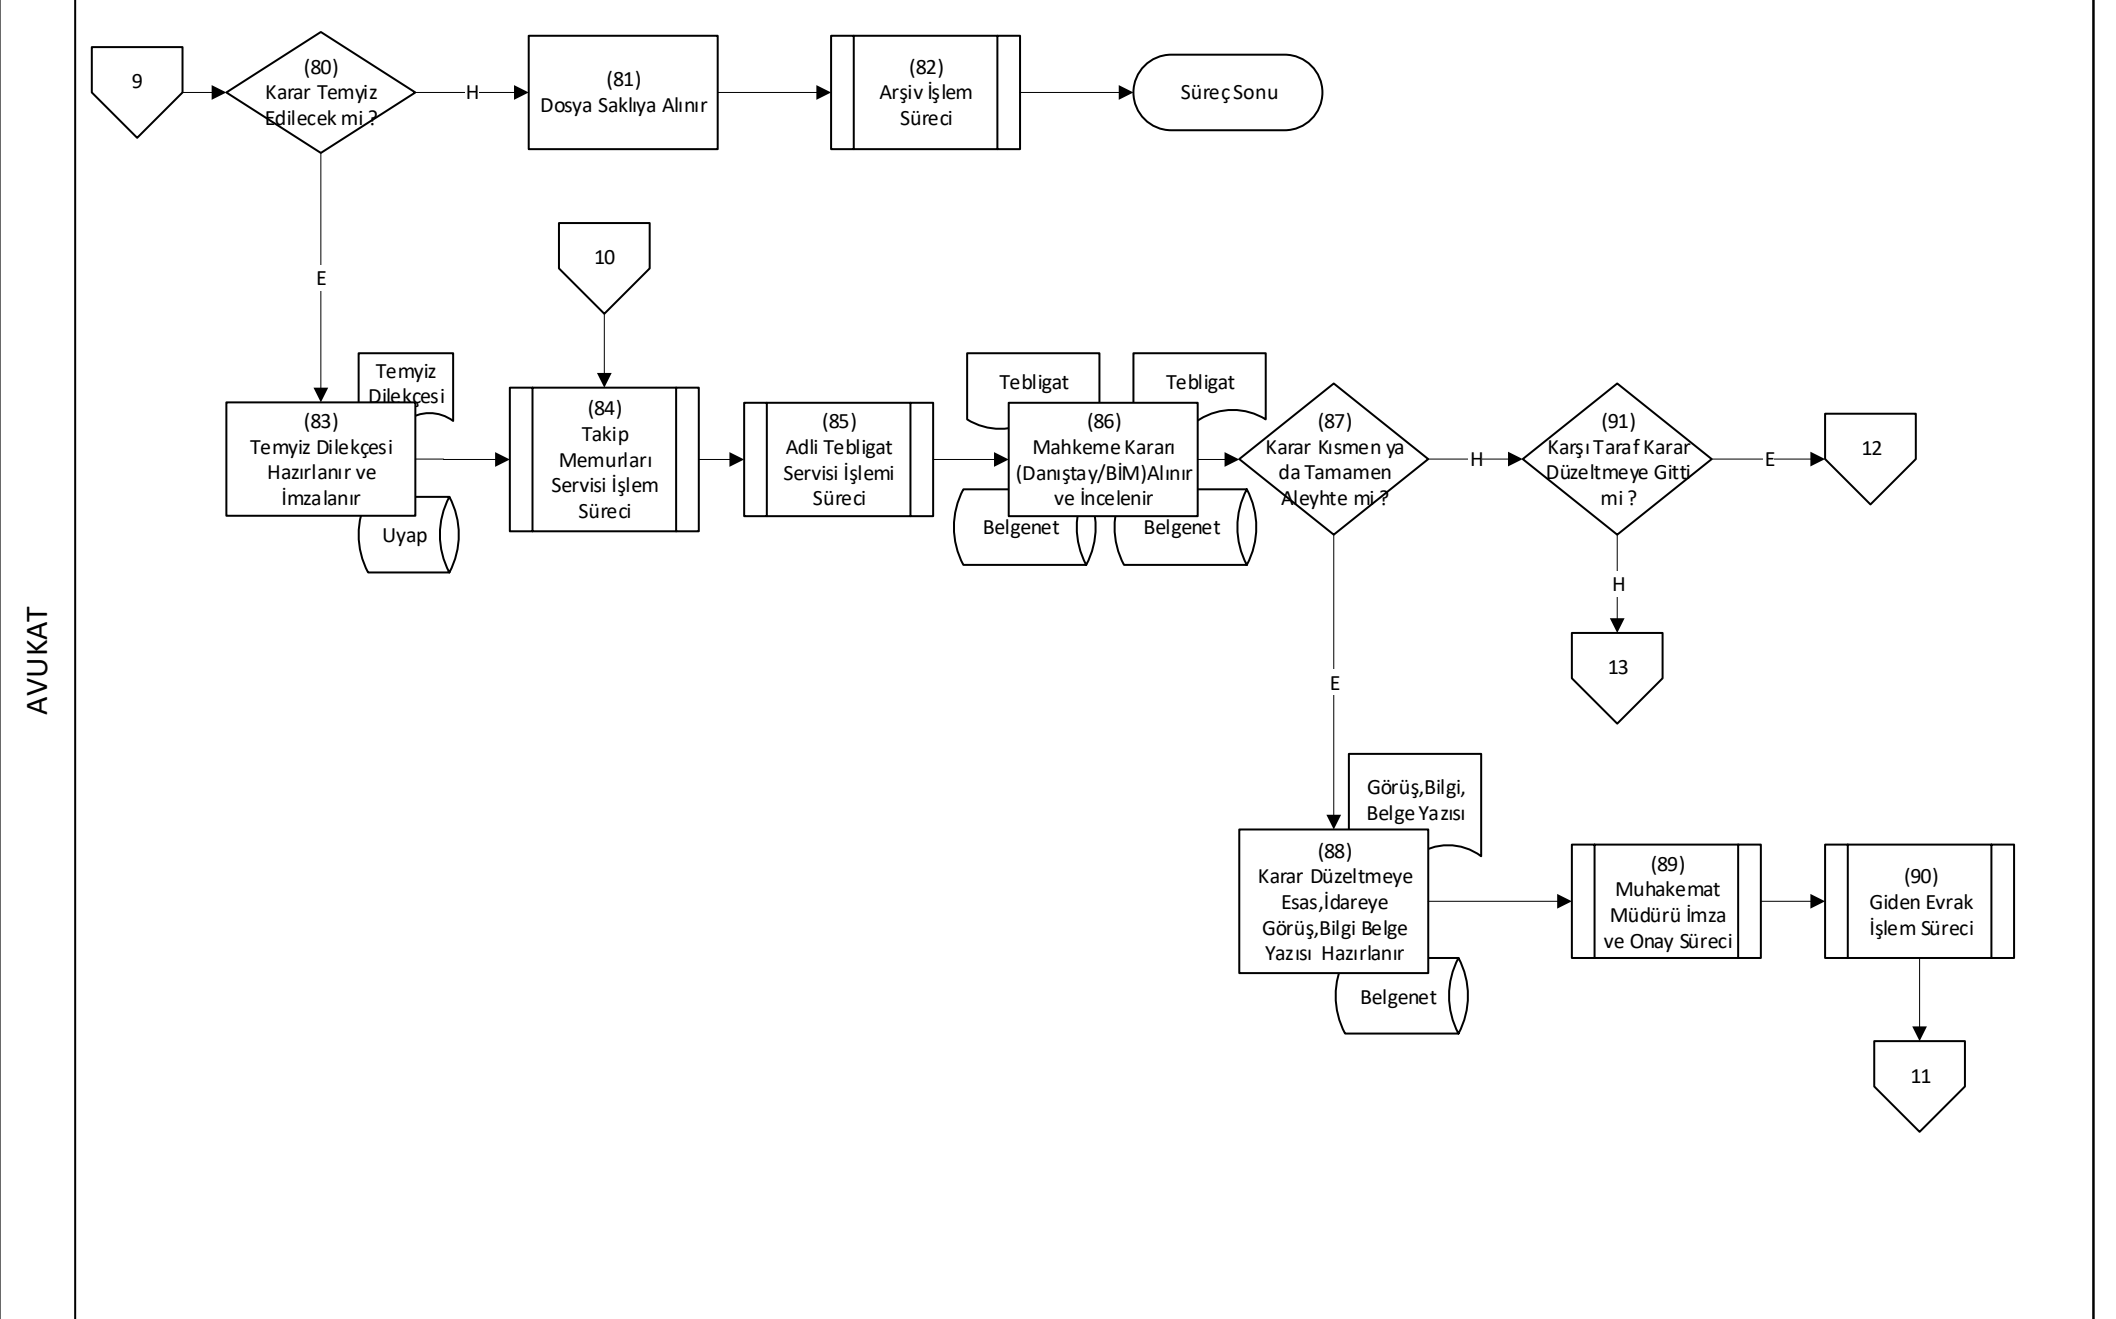 AVUKAT
9
(80)
Karar Temyiz
Edilecek mi ?
H
(81)
Dosya Saklıya Alınır
(82)
Arşiv İşlem
Süreci
Süreç Sonu
E
10
Temyiz
Dilekçesi
(83)
Temyiz Dilekçesi
Hazırlanır ve
İmzalanır
Uyap
(84)
Takip
Memurları
Servisi İşlem
Süreci
(85)
Adli Tebligat
Servisi İşlemi
Süreci
Tebligat
Tebligat
(86)
Mahkeme Kararı
(Danıştay/BİM)Alınır
ve İncelenir
Belgenet
Belgenet
(87)
Karar Kısmen ya
da Tamamen
Aleyhte mi ?
H
(91)
Karşı Taraf Karar
Düzeltmeye Gitti
mi ?
E
12
H
13
E
Görüş,Bilgi,
Belge Yazısı
(88)
Karar Düzeltmeye
Esas,İdareye
Görüş,Bilgi Belge
Yazısı Hazırlanır
Belgenet
(89)
Muhakemat
Müdürü İmza
ve Onay Süreci
(90)
Giden Evrak
İşlem Süreci
11